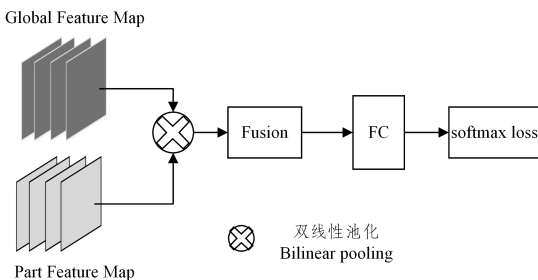 Global Feature Map
Fusion
FC
softmax loss
双线性池化
Bilinear pooling
Part Feature Map